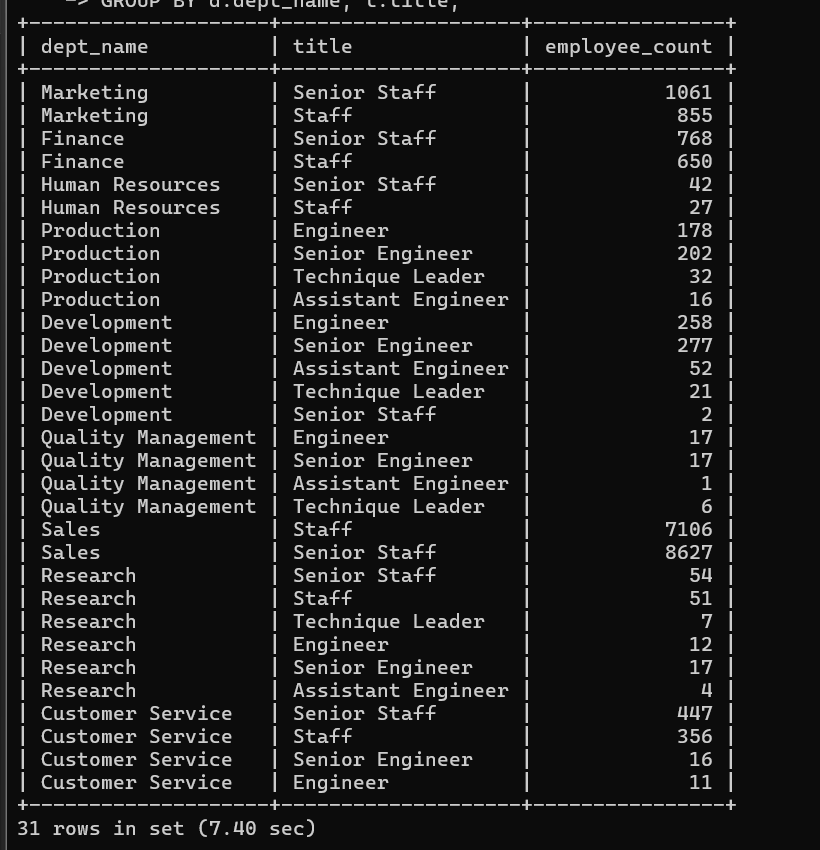 -> GROUP BY d.dept_name, t.title;
+---------------------+--------------------+----------------+
| dept_name           | title              | employee_count |
+---------------------+--------------------+----------------+
| Marketing          | Senior Staff       |           1061 |
| Marketing          | Staff              |            855 |
| Finance            | Senior Staff       |            768 |
| Finance            | Staff              |            650 |
| Human Resources    | Senior Staff       |             42 |
| Human Resources    | Staff              |             27 |
| Production         | Engineer           |            178 |
| Production         | Senior Engineer    |            202 |
| Production         | Technique Leader   |             32 |
| Production         | Assistant Engineer |             16 |
| Development        | Engineer           |            258 |
| Development        | Senior Engineer    |            277 |
| Development        | Assistant Engineer |             52 |
| Development        | Technique Leader   |             21 |
| Development        | Senior Staff       |              2 |
| Quality Management | Engineer           |             17 |
| Quality Management | Senior Engineer    |             17 |
| Quality Management | Assistant Engineer |              1 |
| Quality Management | Technique Leader   |              6 |
| Sales              | Staff              |           7106 |
| Sales              | Senior Staff       |           8627 |
| Research           | Senior Staff       |             54 |
| Research           | Staff              |             51 |
| Research           | Technique Leader   |              7 |
| Research           | Engineer           |             12 |
| Research           | Senior Engineer    |             17 |
| Research           | Assistant Engineer |              4 |
| Customer Service   | Senior Staff       |            447 |
| Customer Service   | Staff              |            356 |
| Customer Service   | Senior Engineer    |             16 |
| Customer Service   | Engineer           |             11 |
+---------------------+--------------------+----------------+
31 rows in set (7.40 sec)